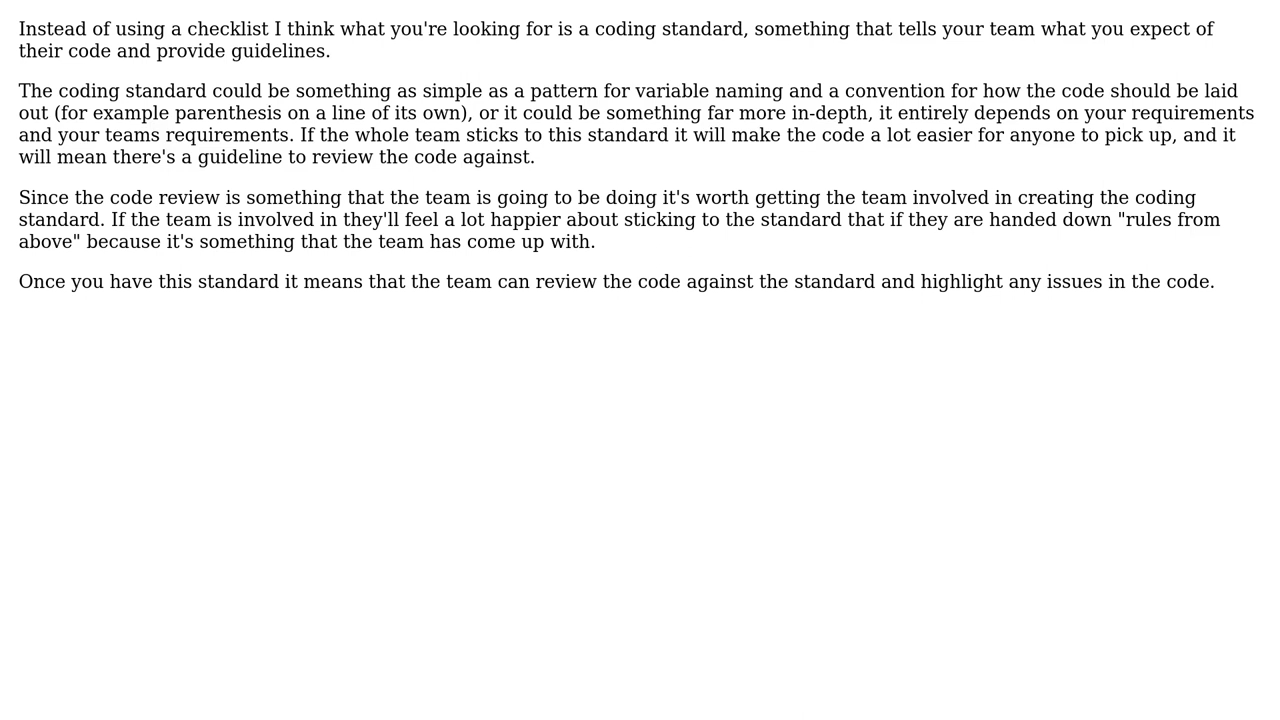 Instead of using a checklist I think what you're looking for is a coding standard, something that tells your team what you expect of
their code and provide guidelines.
The coding standard could be something as simple as a pattern for variable naming and a convention for how the code should be laid
out (for example parenthesis on a line of its own), or it could be something far more in-depth, it entirely depends on your requirements
and your teams requirements. If the whole team sticks to this standard it will make the code a lot easier for anyone to pick up, and it
will mean there's a guideline to review the code against.
Since the code review is something that the team is going to be doing it's worth getting the team involved in creating the coding
standard. If the team is involved in they'll feel a lot happier about sticking to the standard that if they are handed down "rules from
above" because it's something that the team has come up with.
Once you have this standard it means that the team can review the code against the standard and highlight any issues in the code.